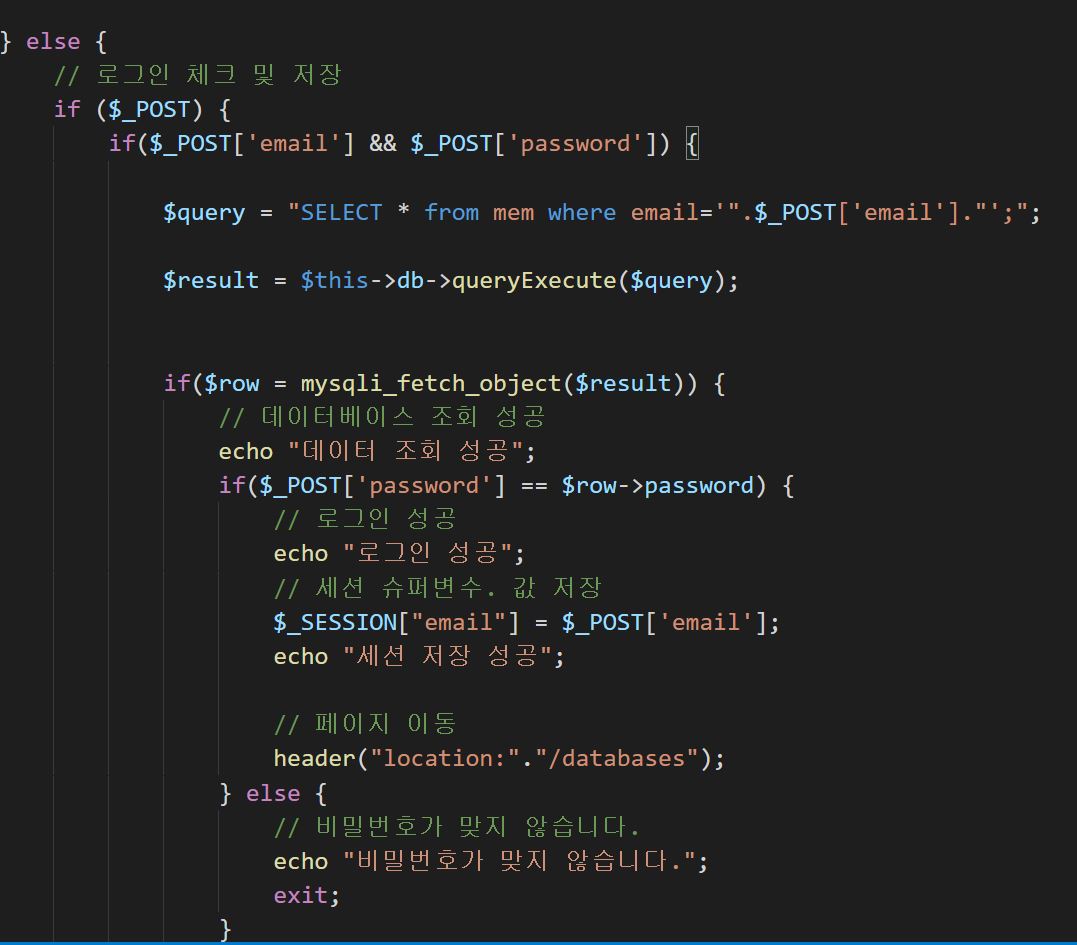 } else {
// 로그인 체크 및 저장
if ($_POST) {
if($_POST['email'] && $_POST['password']) {
$query = "SELECT * from mem where email='".$_POST['email']."';";
$result = $this->db->queryExecute($query);
if($row = mysqli_fetch_object($result)) {
// 데이터베이스 조회 성공
echo "데이터 조회 성공";
if($_POST['password'] == $row->password) {
// 로그인 성공
echo "로그인 성공";
// 세션 슈퍼변수. 값 저장
$_SESSION["email"] = $_POST['email'];
echo "세션 저장 성공";
// 페이지 이동
header("location:"."/databases");
} else {
// 비밀번호가 맞지 않습니다.
echo "비밀번호가 맞지 않습니다.";
exit;
}